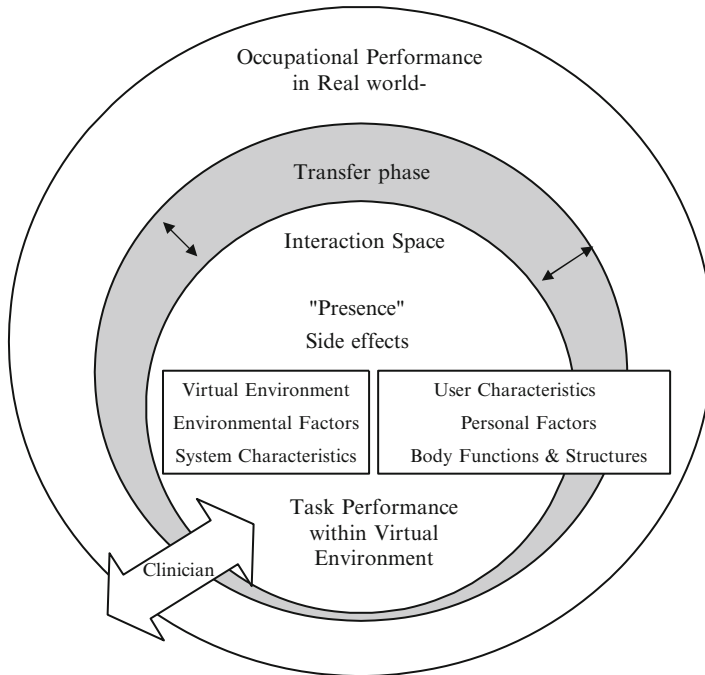 Occupational Performance
in Real world-
Transfer phase
Interaction Space
"Presence"
Side effects
Virtual Environment
Environmental Factors
System Characteristics
User Characteristics
Personal Factors
Body Functions & Structures
Task Performance
within Virtual
Environment
Clinician